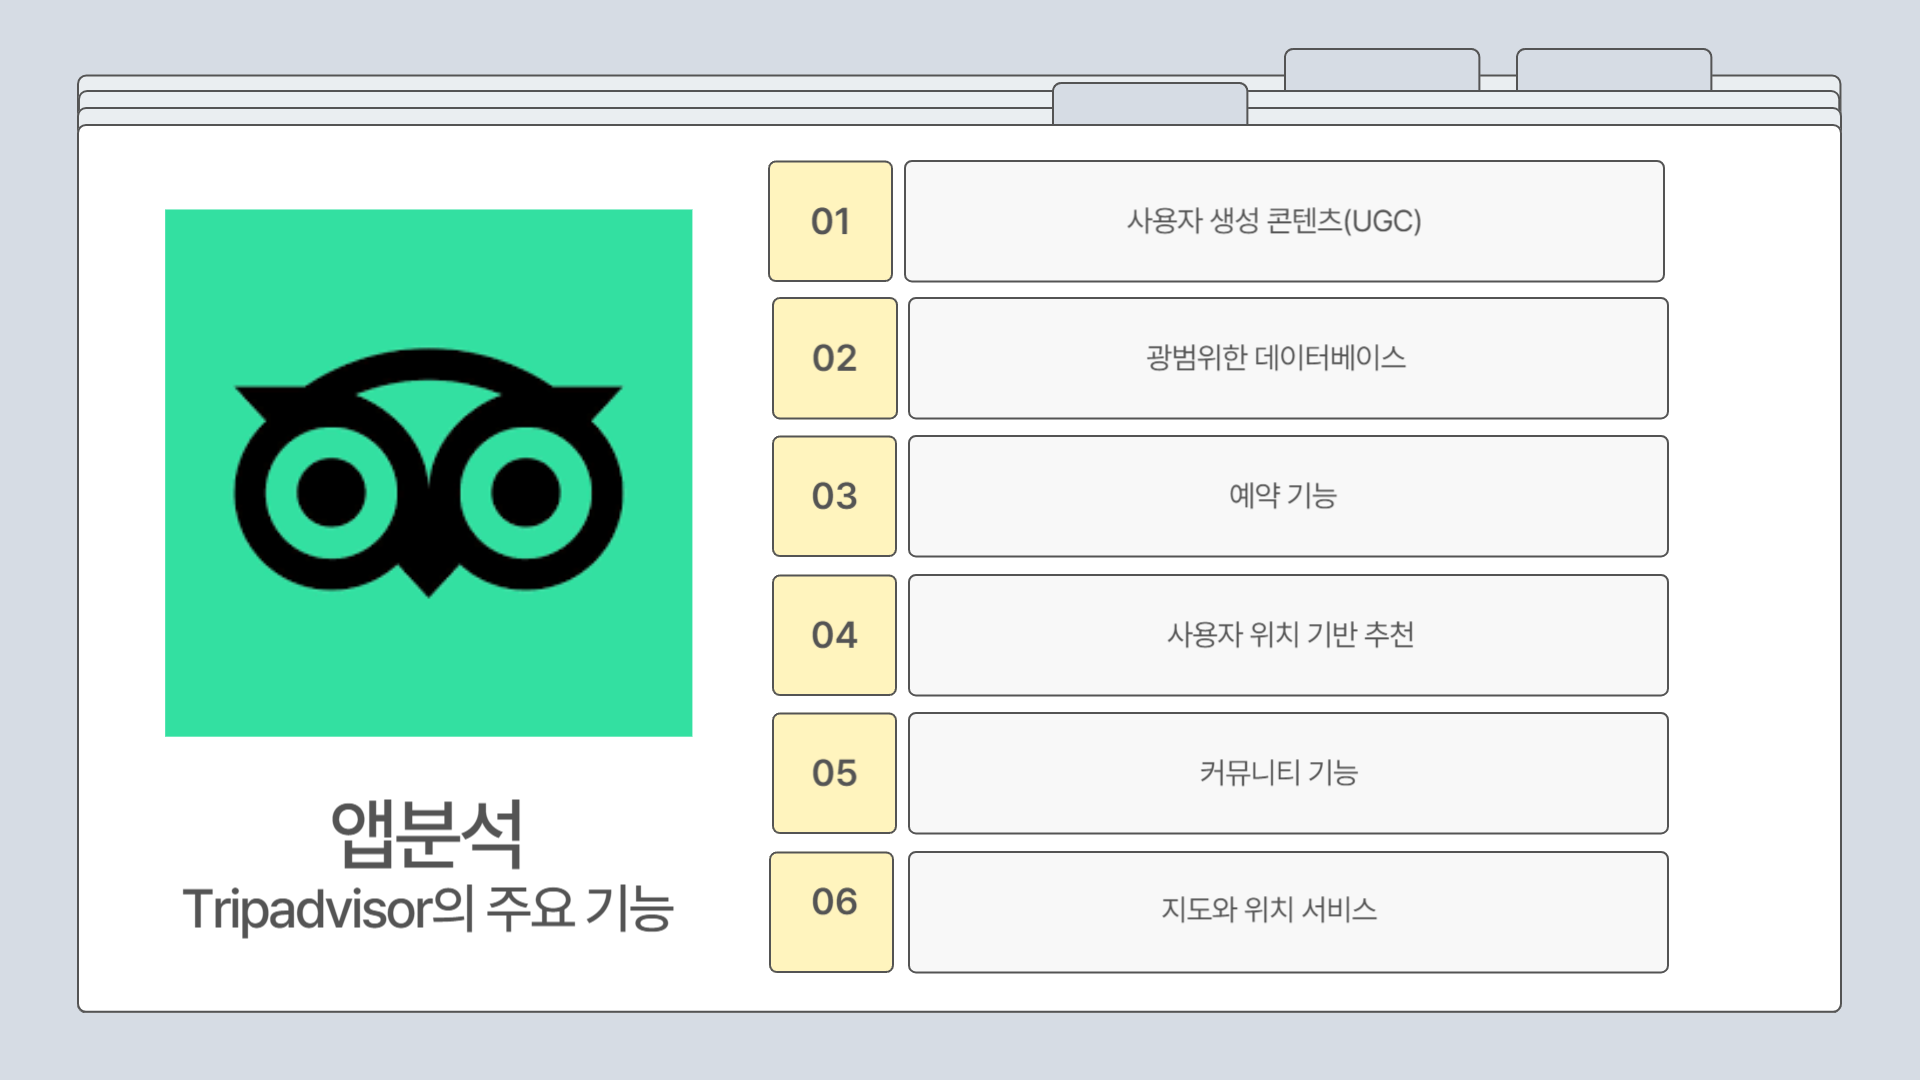 앱분석
Tripadvisor의 주요 기능
01
사용자 생성 콘텐츠(UGC)
02
광범위한 데이터베이스
03
예약 기능
04
사용자 위치 기반 추천
05
커뮤니티 기능
06
지도와 위치 서비스